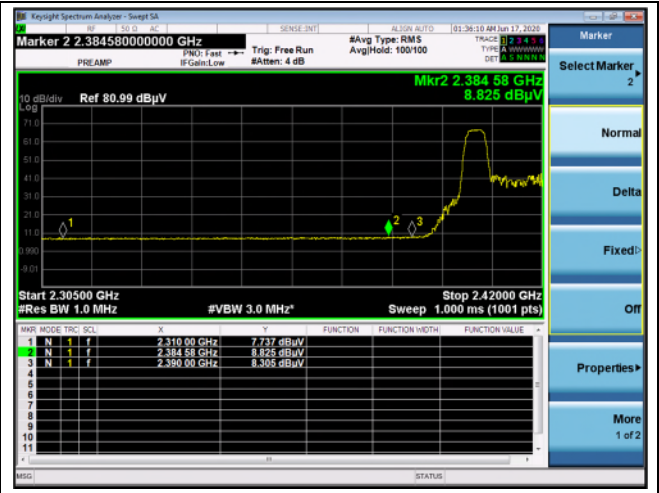 Keysight Spectrum Analyzer - Swept SA
RF 50 Ω AC SENSE:INT ALIGN AUTO 01:36:10 AM Jun 17, 2020
Marker 2 2.384580000000 GHz
PREAMP
PNO: Fast
IFGain:Low
Trig: Free Run
#Atten: 4 dB
#Avg Type: RMS
Avg|Hold: 100/100
TRACE 1 2 3 4 5 6
TYPE A WWWWW
DET A S N N N N
Mkr2 2.384 58 GHz
8.825 dBµV
10 dB/div Ref 80.99 dBµV
Log
71.0
61.0
51.0
41.0
31.0
21.0
11.0
0.990
-9.01
1
2
3
Start 2.30500 GHz Stop 2.42000 GHz
#Res BW 1.0 MHz #VBW 3.0 MHz* Sweep 1.000 ms (1001 pts)
MKR MODE TRC SCL X Y FUNCTION FUNCTION WIDTH FUNCTION VALUE
1 N 1 f 2.310 00 GHz 7.737 dBµV
2 N 1 f 2.384 58 GHz 8.825 dBµV
3 N 1 f 2.390 00 GHz 8.305 dBµV
4
5
6
7
8
9
10
11
MSG STATUS
Marker
Select Marker
2
Normal
Delta
Fixed
Off
Properties
More
1 of 2